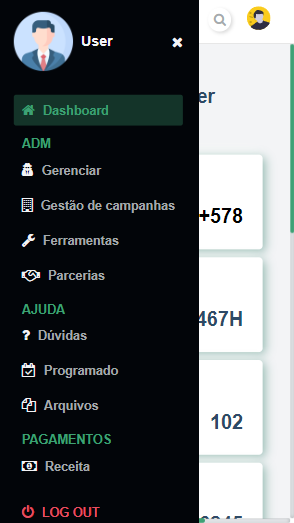 User
Dashboard
ADM
Gerenciar
Gestão de campanhas
Ferramentas
Parcerias
AJUDA
Dúvidas
Programado
Arquivos
PAGAMENTOS
Receita
LOG OUT
er
+578
467H
102